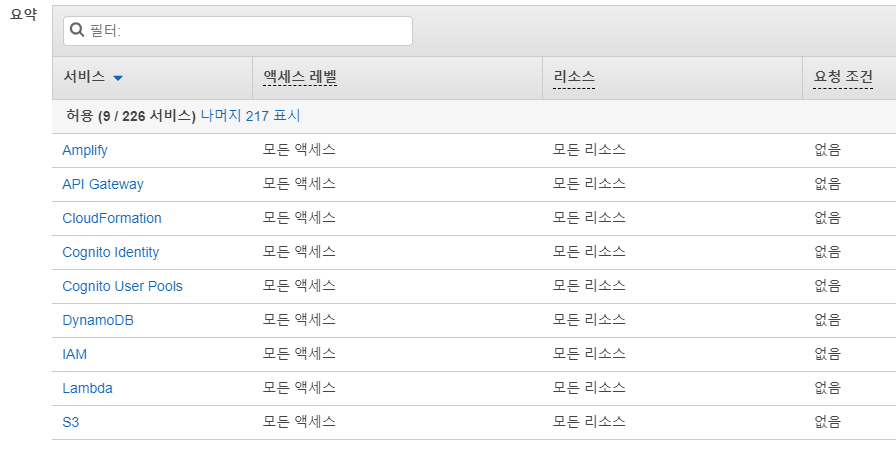 요약
필터:
서비스 액세스 레벨 리소스 요청 조건
허용 (9 / 226 서비스) 나머지 217 표시
Amplify 모든 액세스 모든 리소스 없음
API Gateway 모든 액세스 모든 리소스 없음
CloudFormation 모든 액세스 모든 리소스 없음
Cognito Identity 모든 액세스 모든 리소스 없음
Cognito User Pools 모든 액세스 모든 리소스 없음
DynamoDB 모든 액세스 모든 리소스 없음
IAM 모든 액세스 모든 리소스 없음
Lambda 모든 액세스 모든 리소스 없음
S3 모든 액세스 모든 리소스 없음